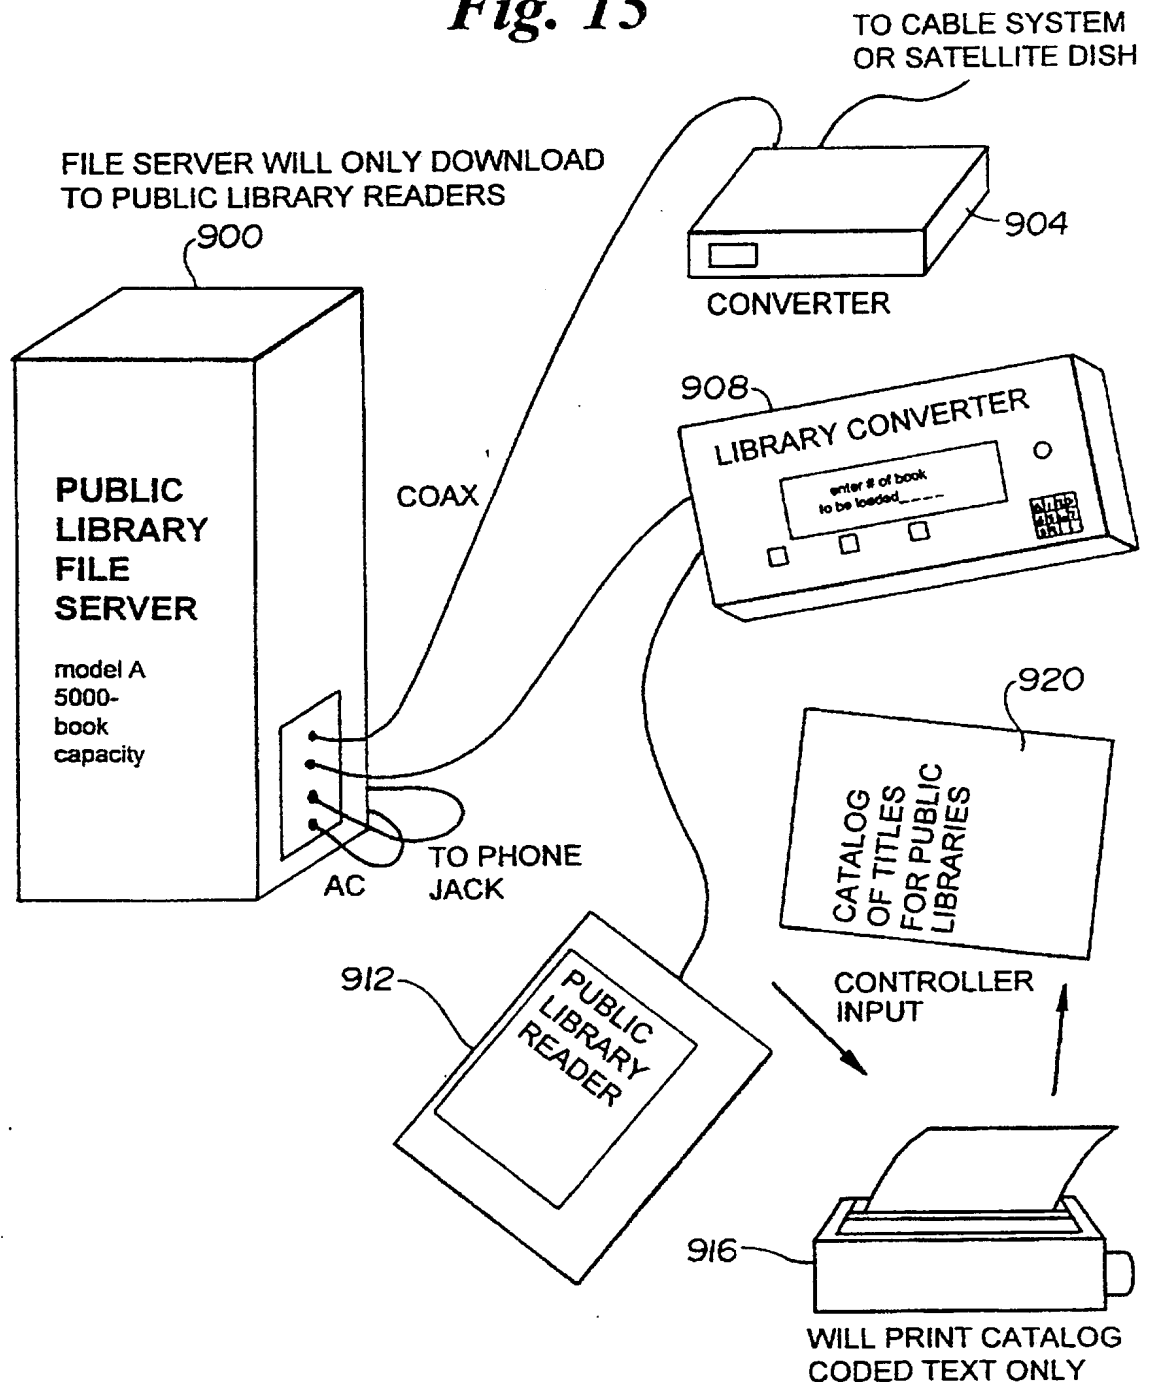 Fig. 15
TO CABLE SYSTEM
OR SATELLITE DISH
FILE SERVER WILL ONLY DOWNLOAD
TO PUBLIC LIBRARY READERS
900
904
CONVERTER
908
LIBRARY CONVERTER
enter # of book
to be loaded____
COAX
PUBLIC
LIBRARY
FILE
SERVER
model A
5000-
book
capacity
920
CATALOG
OF TITLES
FOR PUBLIC
LIBRARIES
TO PHONE
JACK
AC
912
PUBLIC
LIBRARY
READER
CONTROLLER
INPUT
916
WILL PRINT CATALOG
CODED TEXT ONLY